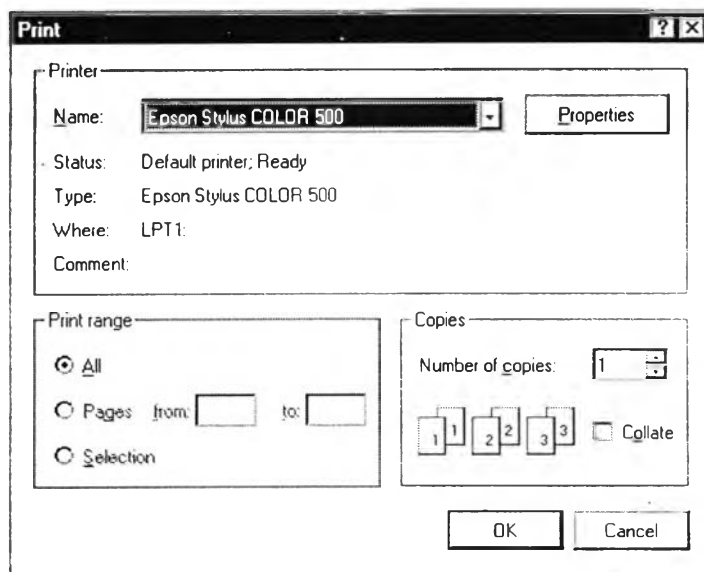 Print
Printer
Name: Epson Stylus COLOR 500 Properties
Status: Default printer; Ready
Type: Epson Stylus COLOR 500
Where: LPT1:
Comment:
Print range
All
Pages from: to:
Selection
Copies
Number of copies: 1
1 1 2 2 3 3 Collate
OK Cancel